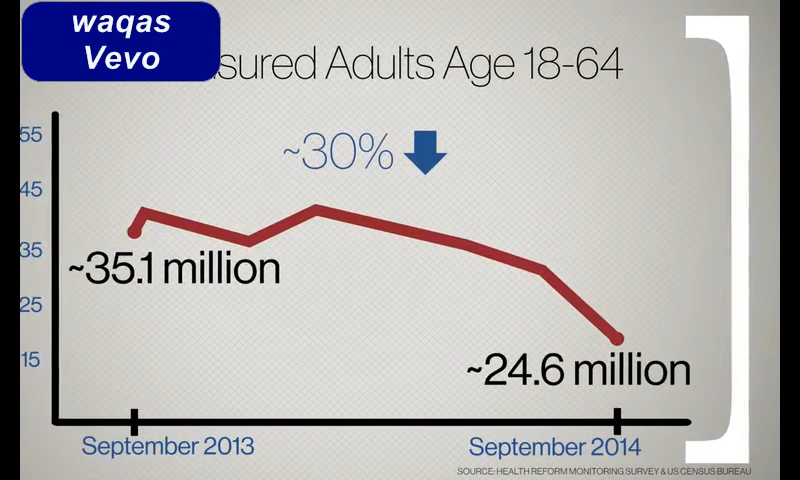 waqas
Vevo
sured Adults Age 18-64
~30%
55
45
35
25
15
~35.1 million
~24.6 million
September 2013
September 2014
SOURCE: HEALTH REFORM MONITORING SURVEY & US CENSUS BUREAU